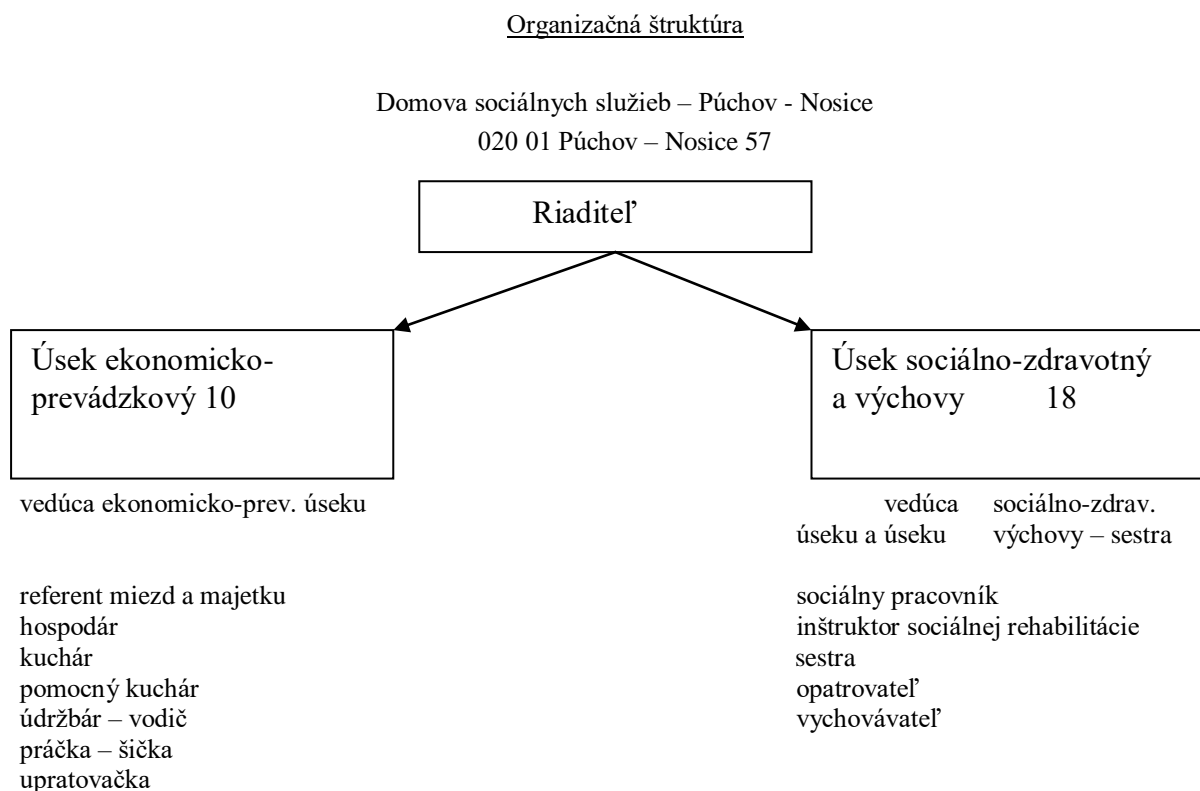 Organizačná štruktúra
Domova sociálnych služieb – Púchov - Nosice
020 01 Púchov – Nosice 57
Riaditeľ
Úsek ekonomicko-
prevádzkový 10
vedúca ekonomicko-prev. úseku
referent miezd a majetku
hospodár
kuchár
pomocný kuchár
údržbár – vodič
práčka – šička
upratovačka
Úsek sociálno-zdravotný
a výchovy 18
vedúca sociálno-zdrav.
úseku a úseku výchovy – sestra
sociálny pracovník
inštruktor sociálnej rehabilitácie
sestra
opatrovateľ
vychovávateľ